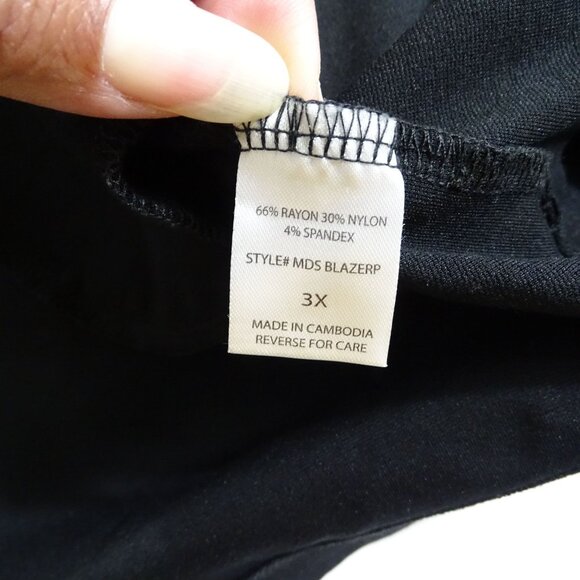 66% RAYON 30% NYLON
4% SPANDEX
STYLE# MDS BLAZERP
3X
MADE IN CAMBODIA
REVERSE FOR CARE